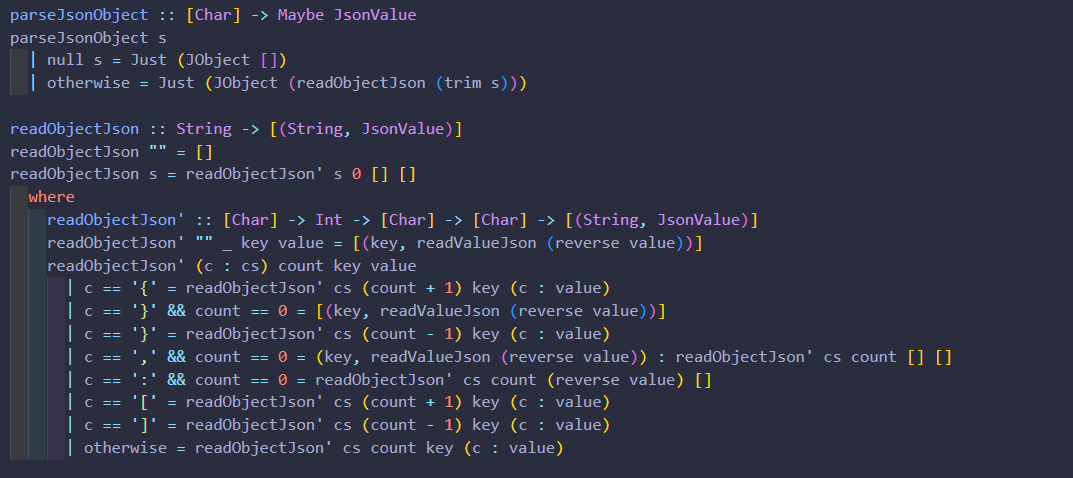 parseJsonObject :: [Char] -> Maybe JsonValue
parseJsonObject s
  | null s = Just (JObject [])
  | otherwise = Just (JObject (readObjectJson (trim s)))

readObjectJson :: String -> [(String, JsonValue)]
readObjectJson "" = []
readObjectJson s = readObjectJson' s 0 [] []
  where
    readObjectJson' :: [Char] -> Int -> [Char] -> [Char] -> [(String, JsonValue)]
    readObjectJson' "" _ key value = [(key, readValueJson (reverse value))]
    readObjectJson' (c : cs) count key value
      | c == '{' = readObjectJson' cs (count + 1) key (c : value)
      | c == '}' && count == 0 = [(key, readValueJson (reverse value))]
      | c == '}' = readObjectJson' cs (count - 1) key (c : value)
      | c == ',' && count == 0 = (key, readValueJson (reverse value)) : readObjectJson' cs count [] []
      | c == ':' && count == 0 = readObjectJson' cs count (reverse value) []
      | c == '[' = readObjectJson' cs (count + 1) key (c : value)
      | c == ']' = readObjectJson' cs (count - 1) key (c : value)
      | otherwise = readObjectJson' cs count key (c : value)